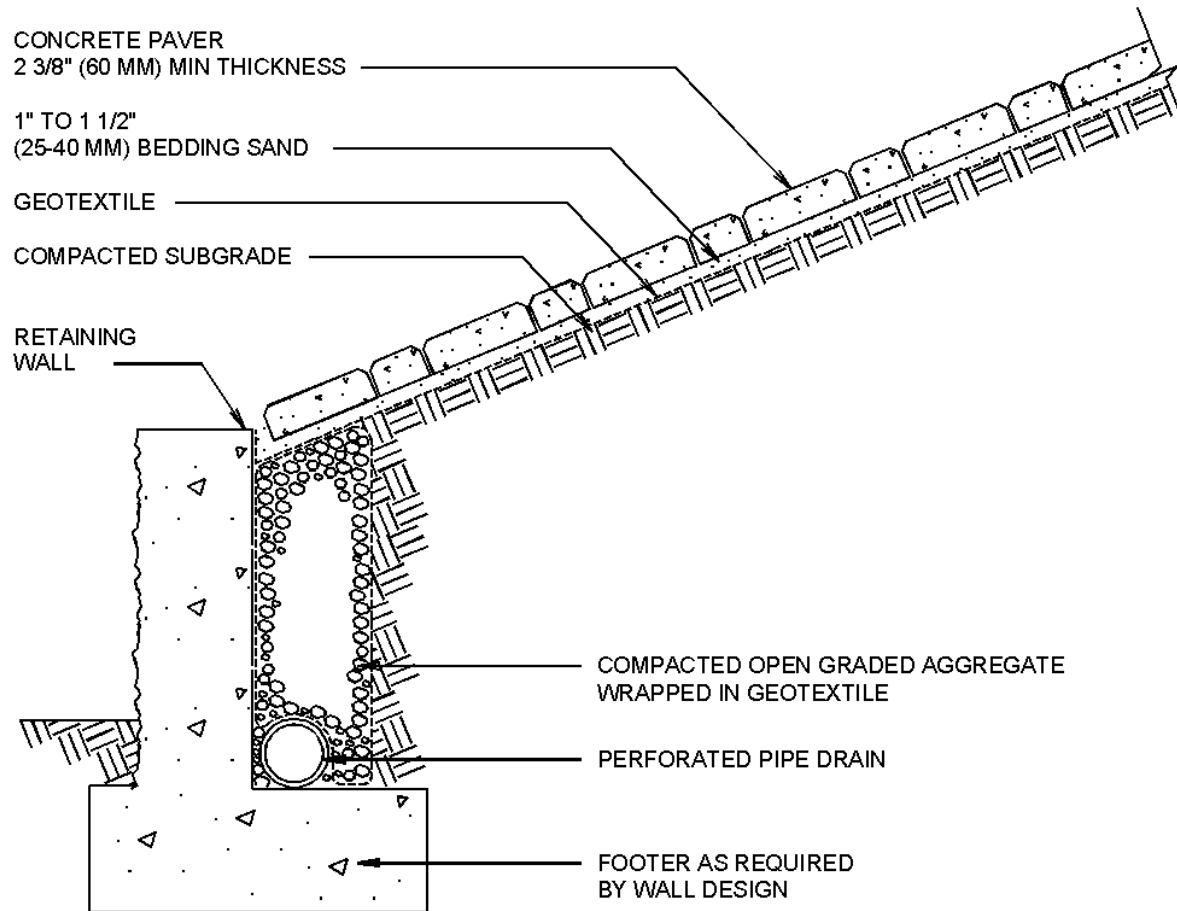 CONCRETE PAVER
2 3/8" (60 MM) MIN THICKNESS
1" TO 1 1/2"
(25-40 MM) BEDDING SAND
GEOTEXTILE
COMPACTED SUBGRADE
RETAINING
WALL
COMPACTED OPEN GRADED AGGREGATE
WRAPPED IN GEOTEXTILE
PERFORATED PIPE DRAIN
FOOTER AS REQUIRED
BY WALL DESIGN